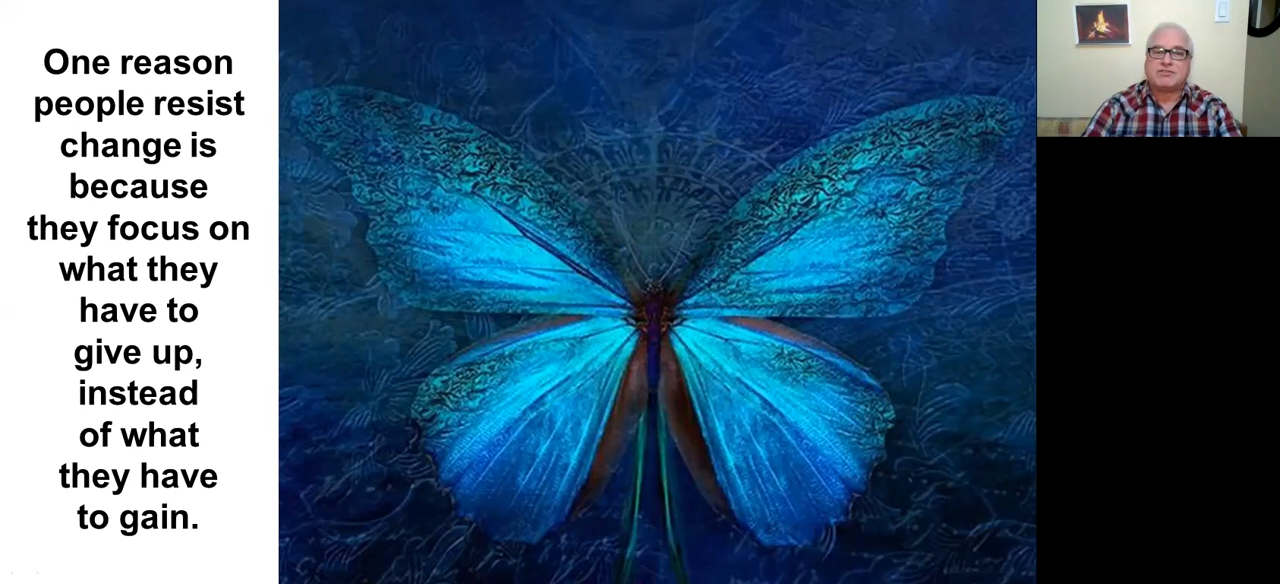 One reason
people resist
change is
because
they focus on
what they
have to
give up,
instead
of what
they have
to gain.